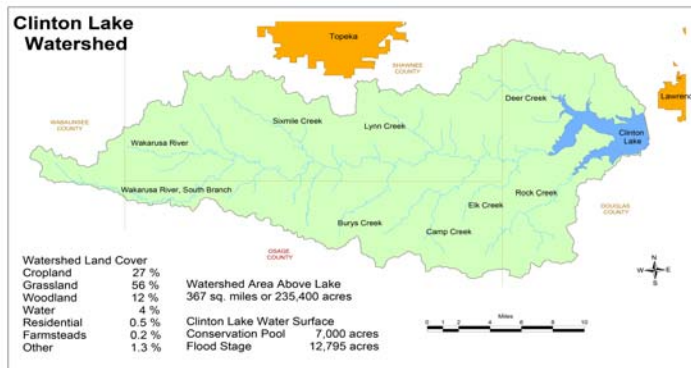 Clinton Lake
Watershed
Topeka
SHAWNEE
COUNTY
Lawrence
Deer Creek
Sixmile Creek
Lynn Creek
WABAUNSEE
COUNTY
Clinton
Lake
Wakarusa River
Wakarusa River, South Branch
Rock Creek
Elk Creek
DOUGLAS
COUNTY
Burys Creek
Camp Creek
OSAGE
COUNTY
Watershed Land Cover
Cropland 27 %
Grassland 56 %
Woodland 12 %
Water 4 %
Residential 0.5 %
Farmsteads 0.2 %
Other 1.3 %
Watershed Area Above Lake
367 sq. miles or 235,400 acres
Clinton Lake Water Surface
Conservation Pool 7,000 acres
Flood Stage 12,795 acres
N
W E
S
Miles
0 1 2 4 6 8 10